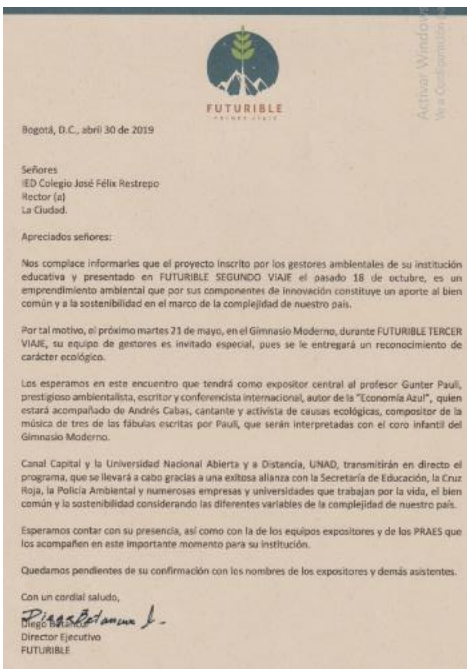 FUTURIBLE
PRIMER VIAJE
Activar Windows
Ve a Configuración
Bogotá, D.C., abril 30 de 2019
Señores
IED Colegio José Félix Restrepo
Rector (a)
La Ciudad.
Apreciados señores:
Nos complace informarles que el proyecto inscrito por los gestores ambientales de su institución
educativa y presentado en FUTURIBLE SEGUNDO VIAJE el pasado 18 de octubre, es un
emprendimiento ambiental que por sus componentes de innovación constituye un aporte al bien
común y a la sostenibilidad en el marco de la complejidad de nuestro país.
Por tal motivo, el próximo martes 21 de mayo, en el Gimnasio Moderno, durante FUTURIBLE TERCER
VIAJE, su equipo de gestores es invitado especial, pues se le entregará un reconocimiento de
carácter ecológico.
Los esperamos en este encuentro que tendrá como expositor central al profesor Gunter Pauli,
prestigioso ambientalista, escritor y conferencista internacional, autor de la "Economía Azul", quien
estará acompañado de Andrés Cabas, cantante y activista de causas ecológicas, compositor de la
música de tres de las fábulas escritas por Pauli, que serán interpretadas con el coro infantil del
Gimnasio Moderno.
Canal Capital y la Universidad Nacional Abierta y a Distancia, UNAD, transmitirán en directo el
programa, que se llevará a cabo gracias a una exitosa alianza con la Secretaría de Educación, la Cruz
Roja, la Policía Ambiental y numerosas empresas y universidades que trabajan por la vida, el bien
común y la sostenibilidad considerando las diferentes variables de la complejidad de nuestro país.
Esperamos contar con su presencia, así como con la de los equipos expositores y de los PRAES que
los acompañen en este importante momento para su institución.
Quedamos pendientes de su confirmación con los nombres de los expositores y demás asistentes.
Con un cordial saludo,
Diego Betancur
Diego Betancur
Director Ejecutivo
FUTURIBLE